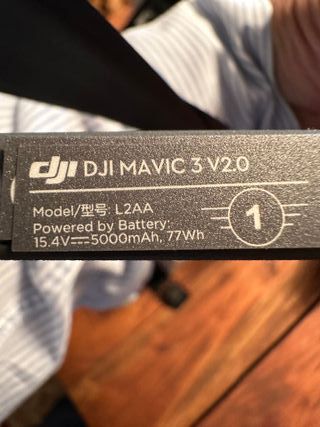 dji DJI MAVIC 3 V2.0
Model/型号: L2AA
Powered by Battery:
15.4V⎓5000mAh, 77Wh
1